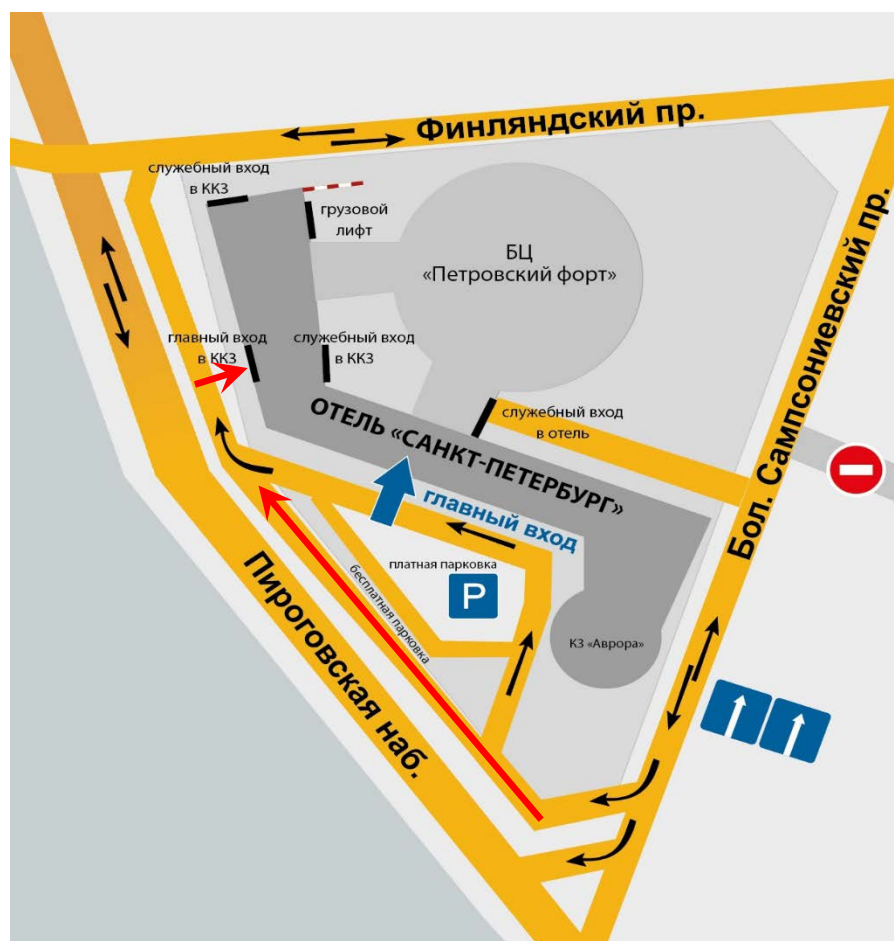 Финляндский пр.
служебный вход
в ККЗ
грузовой
лифт
БЦ
«Петровский форт»
Бол. Сампсониевский пр.
главный вход
в ККЗ
служебный вход
в ККЗ
служебный вход
в отель
ОТЕЛЬ «САНКТ-ПЕТЕРБУРГ»
главный вход
платная парковка
P
бесплатная парковка
КЗ «Аврора»
Пироговская наб.